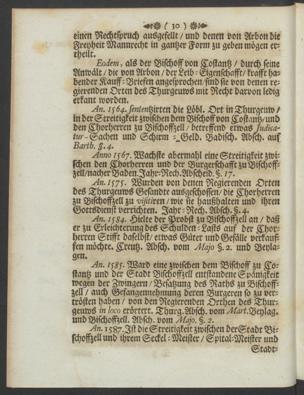 ( 30 )
einen Rechtspruch ausgefellt / und denen von Arbon die
Freyheit Mannrecht in gantzer Form zu geben mögen er-
theilt.
Eodem, als der Bischoff von Costantz / durch seine
Anwält / die von Arbon / der Leib-Eigenschafft / krafft ha-
bender Kauff-Brieffen angesprochen / sind sie von denen re-
gierenden Orten des Thurgeuws mit Recht darvon ledig
erkant worden.
An. 1564. sentenzirten die Löbl. Ort in Thurgeuw /
in der Streitigkeit zwischen dem Bischoff von Costantz / und
den Chorherren zu Bischoffzell / betreffend etwas Judica-
tur-Sachen und Schirm-Geld. Badisch. Absch. auf
Barth. §. 4.
Wanno 1567. Wachste abermahl eine Streitigkeit zwi-
schen den Chorherren und der Burgerschafft zu Bischoff-
zell / nacher Baden. Jahr-Rech. Abscheid. §. 17.
An. 1575. Wurden von denen Regierenden Orten
des Thurgeuws Gesandte ausgeschossen / die Chorherren
zu Bischoffzell zu visitiren / wie sie haußhalten und ihren
Gottesdienst verrichten. Jahr-Rech. Absch. §. 4.
An. 1584. Hielte der Probst zu Bischoffzell an / daß
er zu Erleichterung des Schulden-Lasts auf der Chor-
herren Stifft daselbst / etwas Güter und Gefälle verkauf-
fen möchte. Creutz. Absch. vom Majo §. 2. und Beyla-
gen.
An. 1585. Ward eine zwischen dem Bischoff zu Co-
stantz und der Stadt Bischoffzell entstandene Spänigkeit
wegen der Zwingern / Besatzung des Raths zu Bischoff-
zell / auch Gefangennehmung deren Burgeren so zu ver-
trösten haben / von den Regierenden Orthen des Thur-
geuws in loco erörtert. Thurg. Absch. vom Mart. Beylag.
und Bischoffzell. Absch. vom Majo. §. 2.
An. 1587. Ist die Streitigkeit zwischen der Stadt Bi-
schoffzell und ihrem Seckel-Meister / Spital-Meister und
Stadt-